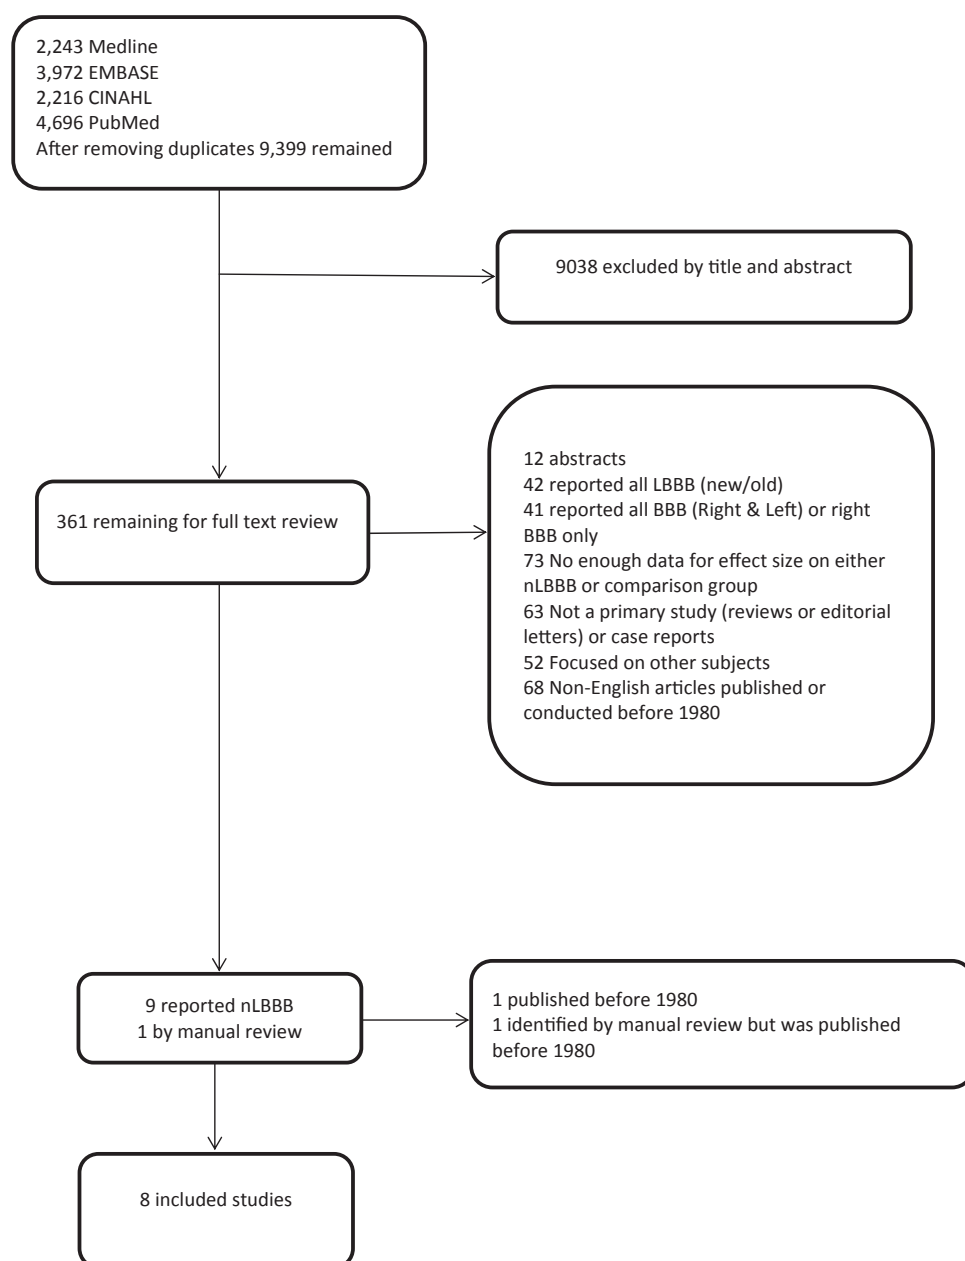 2,243 Medline
3,972 EMBASE
2,216 CINAHL
4,696 PubMed
After removing duplicates 9,399 remained
9038 excluded by title and abstract
12 abstracts
42 reported all LBBB (new/old)
41 reported all BBB (Right & Left) or right
BBB only
73 No enough data for effect size on either
nLBBB or comparison group
63 Not a primary study (reviews or editorial
letters) or case reports
52 Focused on other subjects
68 Non-English articles published or
conducted before 1980
361 remaining for full text review
9 reported nLBBB
1 by manual review
1 published before 1980
1 identified by manual review but was published
before 1980
8 included studies